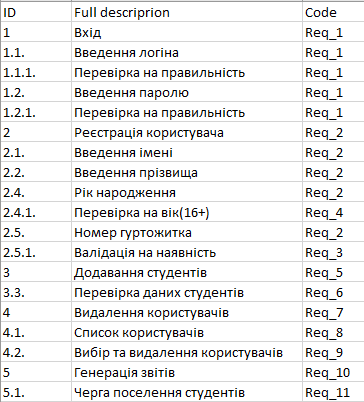 ID Full descriprion Code
1 Вхід Req_1
1.1. Введення логіна Req_1
1.1.1. Перевірка на правильність Req_1
1.2. Введення паролю Req_1
1.2.1. Перевірка на правильність Req_1
2 Реєстрація користувача Req_2
2.1. Введення імені Req_2
2.2. Введення прізвища Req_2
2.4. Рік народження Req_2
2.4.1. Перевірка на вік(16+) Req_4
2.5. Номер гуртожитка Req_2
2.5.1. Валідація на наявність Req_3
3 Додавання студентів Req_5
3.3. Перевірка даних студентів Req_6
4 Видалення користувачів Req_7
4.1. Список користувачів Req_8
4.2. Вибір та видалення користувачів Req_9
5 Генерація звітів Req_10
5.1. Черга поселення студентів Req_11